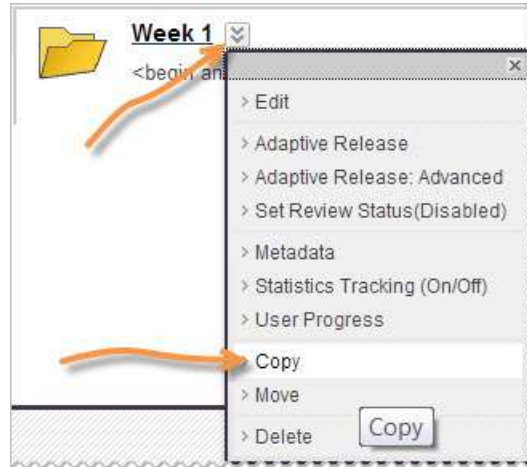 Week 1
<begin an
> Edit
> Adaptive Release
> Adaptive Release: Advanced
> Set Review Status(Disabled)
> Metadata
> Statistics Tracking (On/Off)
> User Progress
> Copy
> Move
> Delete
Copy